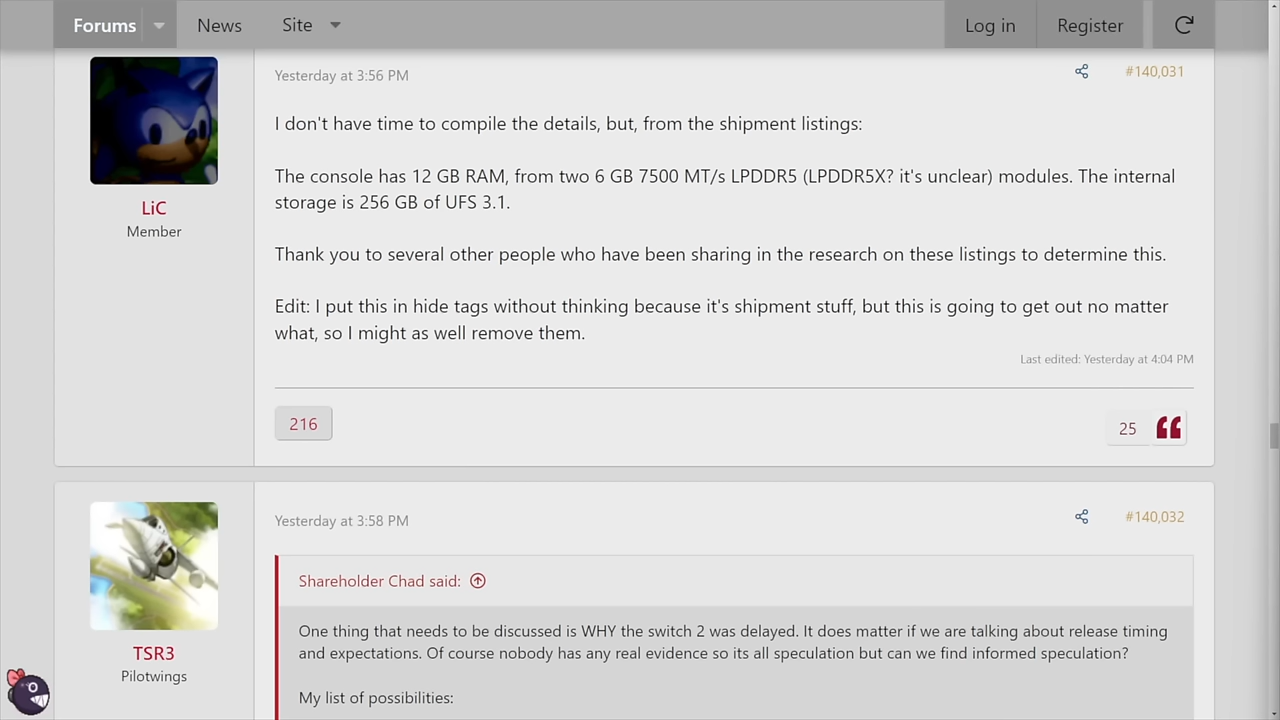 Forums News Site Log in Register
Yesterday at 3:56 PM #140,031
I don't have time to compile the details, but, from the shipment listings:
The console has 12 GB RAM, from two 6 GB 7500 MT/s LPDDR5 (LPDDR5X? it's unclear) modules. The internal
storage is 256 GB of UFS 3.1.
LiC
Member
Thank you to several other people who have been sharing in the research on these listings to determine this.
Edit: I put this in hide tags without thinking because it's shipment stuff, but this is going to get out no matter
what, so I might as well remove them.
Last edited: Yesterday at 4:04 PM
216 25
Yesterday at 3:58 PM #140,032
TSR3
Pilotwings
Shareholder Chad said:
One thing that needs to be discussed is WHY the switch 2 was delayed. It does matter if we are talking about release timing
and expectations. Of course nobody has any real evidence so its all speculation but can we find informed speculation?
My list of possibilities: